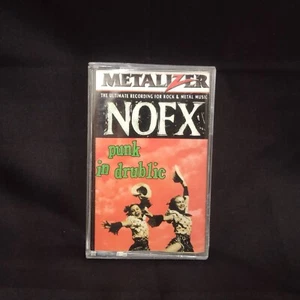 METALIZER
THE ULTIMATE RECORDING FOR ROCK & METAL MUSIC
NOFX
punk
in drublic